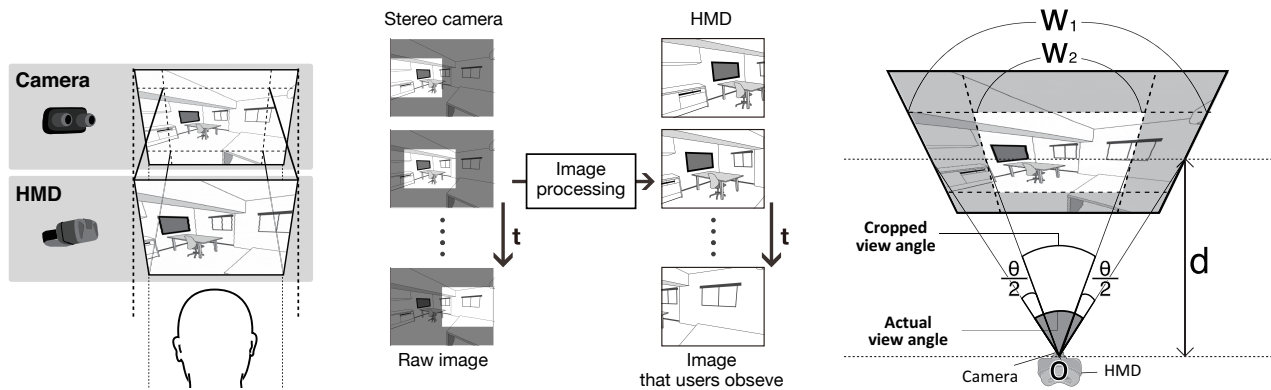 Camera
HMD
Stereo camera
HMD
Image
processing
t
t
Raw image
Image
that users obseve
W1
W2
Cropped
view angle
θ
2
θ
2
d
Actual
view angle
Camera
O
HMD